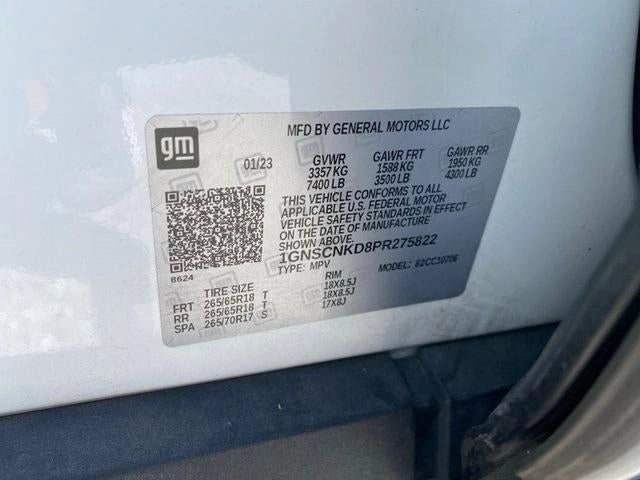 gm
MFD BY GENERAL MOTORS LLC
01/23 GVWR GAWR FRT GAWR RR
3357 KG 1588 KG 1950 KG
7400 LB 3500 LB 4300 LB
THIS VEHICLE CONFORMS TO ALL
APPLICABLE U.S. FEDERAL MOTOR
VEHICLE SAFETY STANDARDS IN EFFECT
ON THE DATE OF MANUFACTURE
SHOWN ABOVE.
1GNSCNKD8PR275822
8624 TYPE: MPV MODEL: 82CC10706
TIRE SIZE RIM
FRT 265/65R18 T 18X8.5J
RR 265/65R18 T 18X8.5J
SPA 265/70R17 S 17X8J